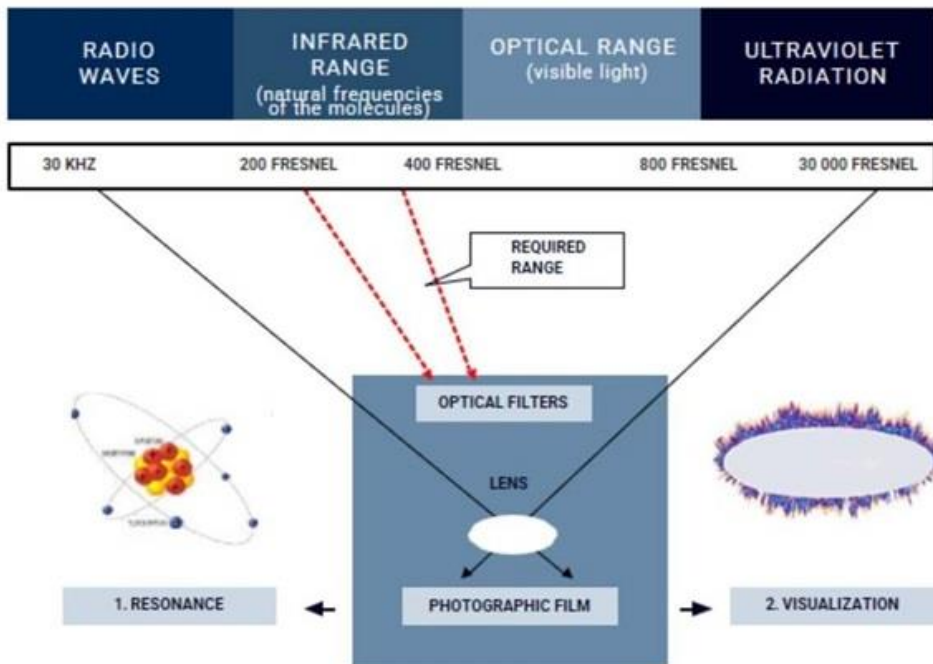 RADIO
WAVES
INFRARED
RANGE
(natural frequencies
of the molecules)
OPTICAL RANGE
(visible light)
ULTRAVIOLET
RADIATION
30 KHZ
200 FRESNEL
400 FRESNEL
800 FRESNEL
30 000 FRESNEL
REQUIRED
RANGE
OPTICAL FILTERS
LENS
1. RESONANCE
PHOTOGRAPHIC FILM
2. VISUALIZATION